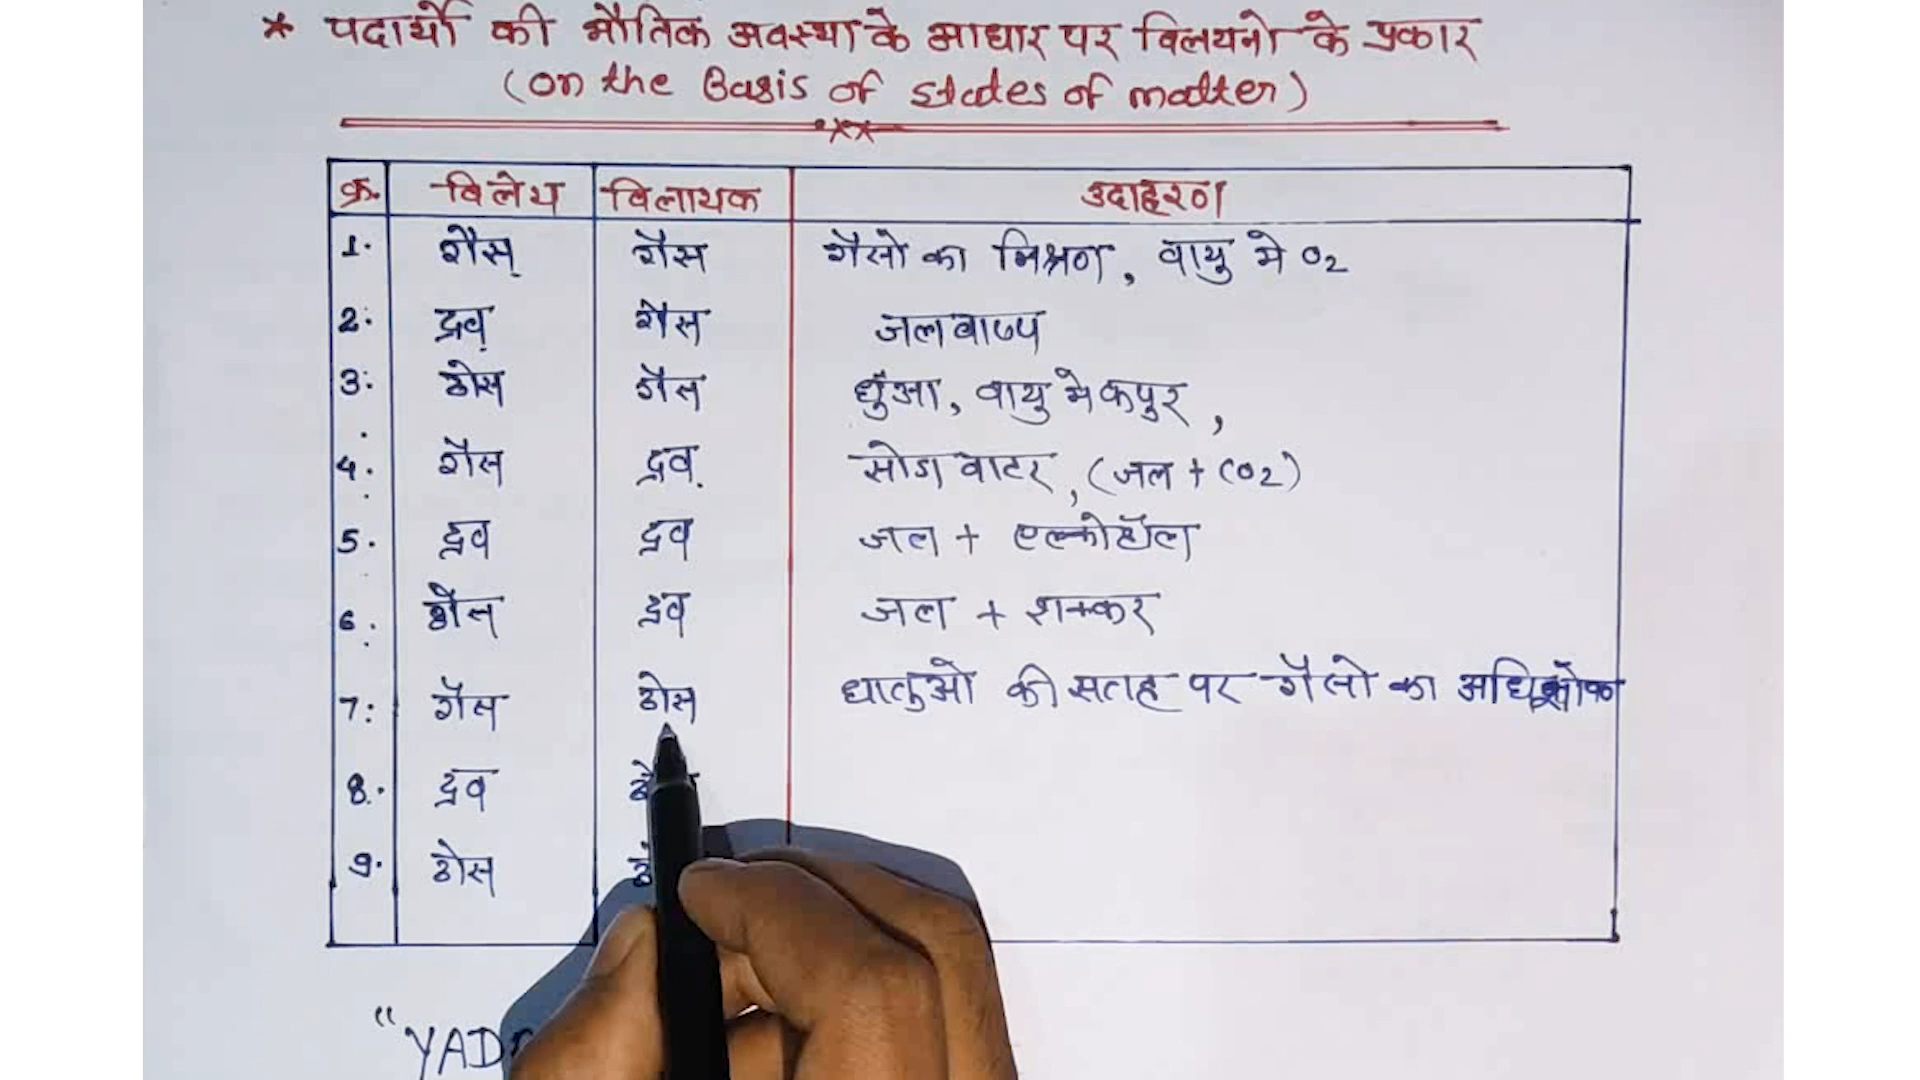 * पदार्थो की भौतिक अवस्था के आधार पर विलयनो के प्रकार
(on the Basis of states of matter)
क्र. विलेय विलायक उदाहरण
1. गैस गैस गैसो का मिश्रण, वायु मे O2
2. द्रव गैस जलवाष्प
3. ठोस गैस धुँआ, वायु मे कपुर,
4. गैस द्रव सोडा वाटर, (जल + CO2)
5. द्रव द्रव जल + एल्कोहॉल
6. ठोस द्रव जल + शक्कर
7. गैस ठोस धातुओ की सतह पर गैसो का
8. द्रव
9. ठोस
"YAD